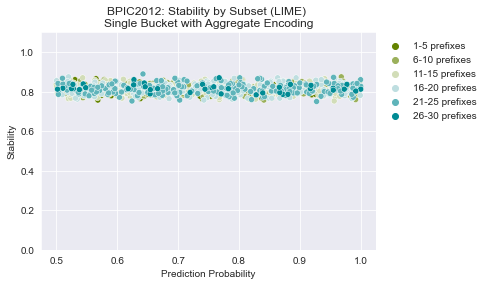 BPIC2012: Stability by Subset (LIME)
Single Bucket with Aggregate Encoding
1.0
0.8
0.6
0.4
0.2
0.0
Stability
0.5 0.6 0.7 0.8 0.9 1.0
Prediction Probability
1-5 prefixes
6-10 prefixes
11-15 prefixes
16-20 prefixes
21-25 prefixes
26-30 prefixes